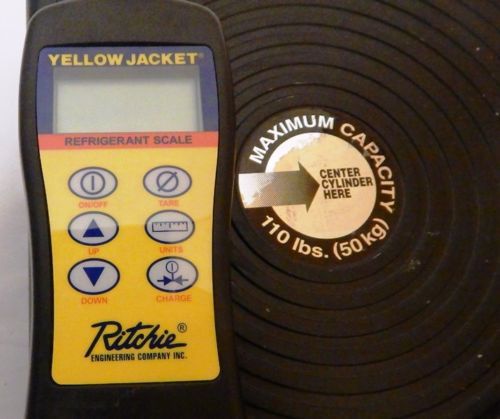 YELLOW JACKET®
REFRIGERANT SCALE
ON/OFF
TARE
UP
UNITS
DOWN
CHARGE
Ritchie®
ENGINEERING COMPANY INC.
MAXIMUM CAPACITY
CENTER
CYLINDER
HERE
110 lbs. (50 kg)